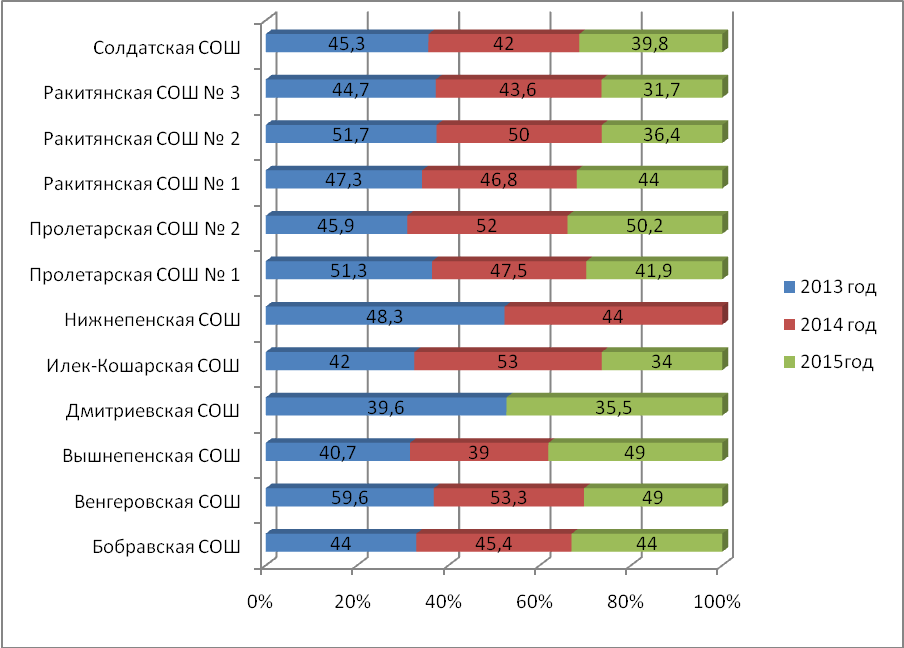 Солдатская СОШ 45,3 42 39,8
Ракитянская СОШ № 3 44,7 43,6 31,7
Ракитянская СОШ № 2 51,7 50 36,4
Ракитянская СОШ № 1 47,3 46,8 44
Пролетарская СОШ № 2 45,9 52 50,2
Пролетарская СОШ № 1 51,3 47,5 41,9
Нижнепенская СОШ 48,3 44
Илек-Кошарская СОШ 42 53 34
Дмитриевская СОШ 39,6 35,5
Вышнепенская СОШ 40,7 39 49
Венгеровская СОШ 59,6 53,3 49
Бобравская СОШ 44 45,4 44
0% 20% 40% 60% 80% 100%
2013 год
2014 год
2015год